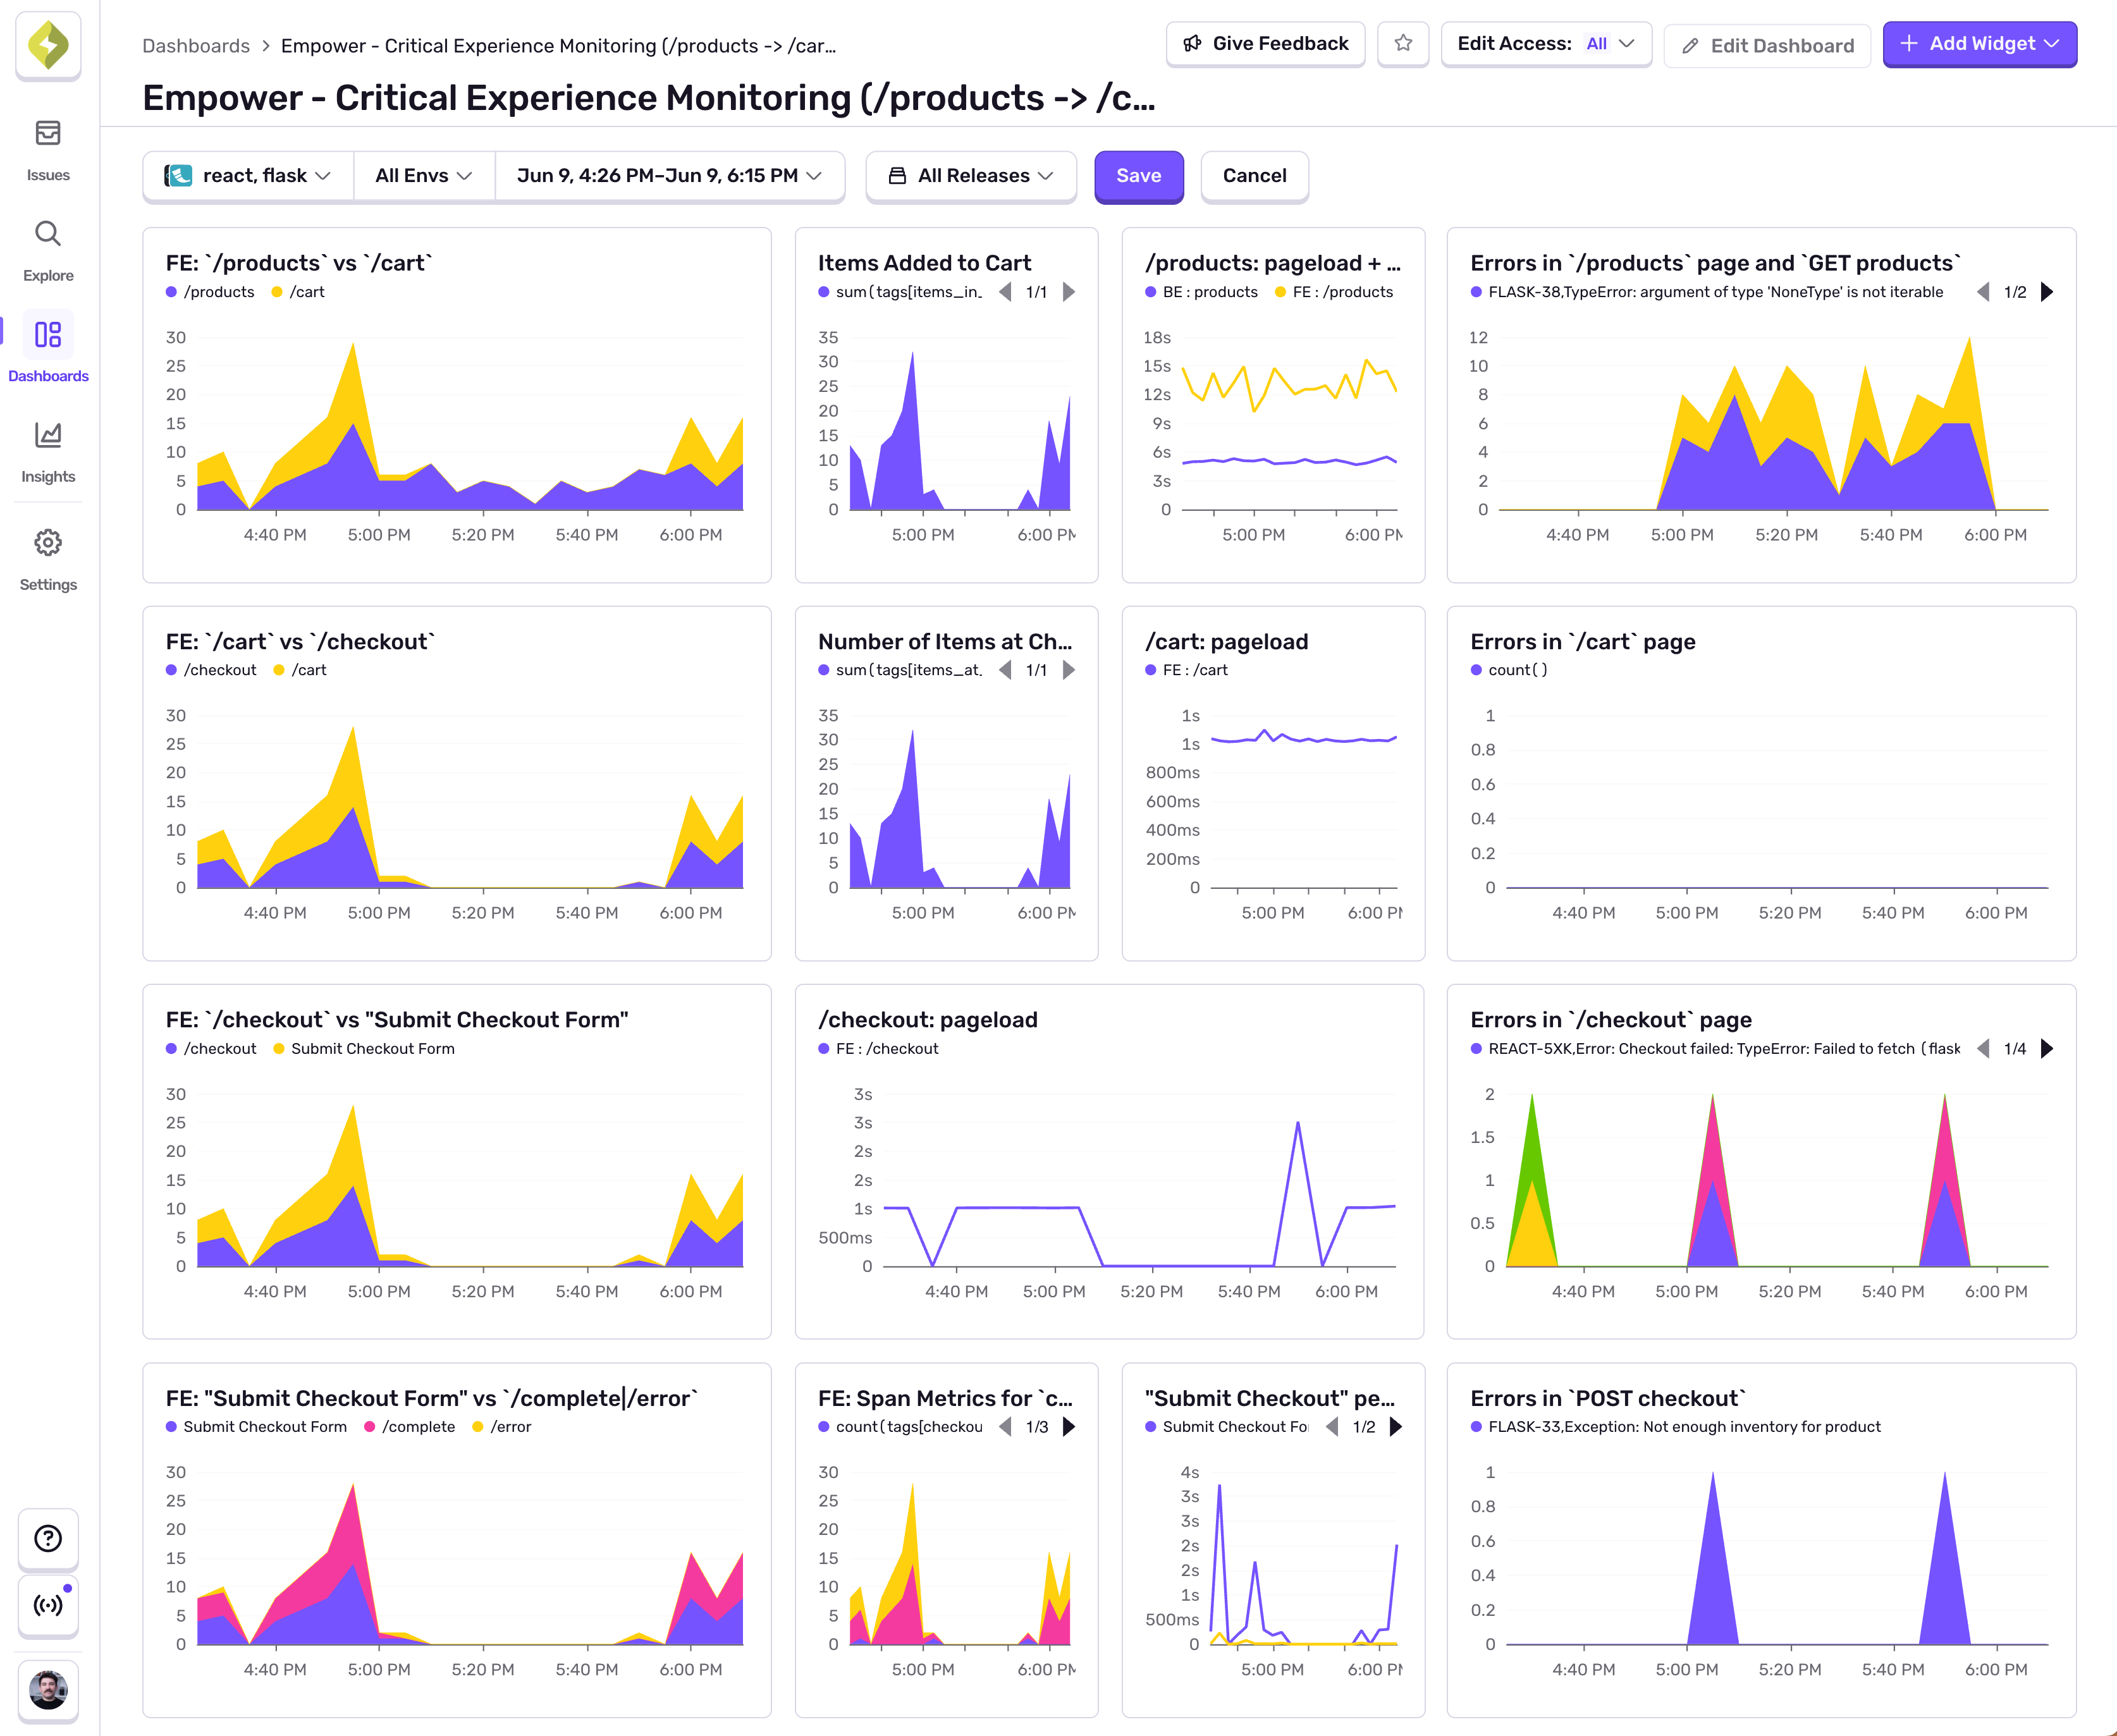 Dashboards > Empower - Critical Experience Monitoring (/products -> /car...
Give Feedback
Edit Access: All
Edit Dashboard
Add Widget
Empower - Critical Experience Monitoring (/products -> /c...
Issues
Explore
Dashboards
Insights
Settings
react, flask
All Envs
Jun 9, 4:26 PM–Jun 9, 6:15 PM
All Releases
Save
Cancel
FE: `/products` vs `/cart`
/products /cart
30
25
20
15
10
5
0
4:40 PM 5:00 PM 5:20 PM 5:40 PM 6:00 PM
Items Added to Cart
sum(tags[items_in_ 1/1
35
30
25
20
15
10
5
0
5:00 PM 6:00 PM
/products: pageload + ...
BE : products FE : /products
18s
15s
12s
9s
6s
3s
0
5:00 PM 6:00 PM
Errors in `/products` page and `GET products`
FLASK-38,TypeError: argument of type 'NoneType' is not iterable 1/2
12
10
8
6
4
2
0
4:40 PM 5:00 PM 5:20 PM 5:40 PM 6:00 PM
FE: `/cart` vs `/checkout`
/checkout /cart
30
25
20
15
10
5
0
4:40 PM 5:00 PM 5:20 PM 5:40 PM 6:00 PM
Number of Items at Ch...
sum(tags[items_at_ 1/1
35
30
25
20
15
10
5
0
5:00 PM 6:00 PM
/cart: pageload
FE : /cart
1s
1s
800ms
600ms
400ms
200ms
0
5:00 PM 6:00 PM
Errors in `/cart` page
count()
1
0.8
0.6
0.4
0.2
0
4:40 PM 5:00 PM 5:20 PM 5:40 PM 6:00 PM
FE: `/checkout` vs "Submit Checkout Form"
/checkout Submit Checkout Form
30
25
20
15
10
5
0
4:40 PM 5:00 PM 5:20 PM 5:40 PM 6:00 PM
/checkout: pageload
FE : /checkout
3s
3s
2s
2s
1s
500ms
0
4:40 PM 5:00 PM 5:20 PM 5:40 PM 6:00 PM
Errors in `/checkout` page
REACT-5XK,Error: Checkout failed: TypeError: Failed to fetch (flask 1/4
2
1.5
1
0.5
0
4:40 PM 5:00 PM 5:20 PM 5:40 PM 6:00 PM
FE: "Submit Checkout Form" vs `/complete|/error`
Submit Checkout Form /complete /error
30
25
20
15
10
5
0
4:40 PM 5:00 PM 5:20 PM 5:40 PM 6:00 PM
FE: Span Metrics for `c...
count(tags[checkou 1/3
30
25
20
15
10
5
0
5:00 PM 6:00 PM
"Submit Checkout" pe...
Submit Checkout Fo 1/2
4s
3s
3s
2s
2s
1s
500ms
0
5:00 PM 6:00 PM
Errors in `POST checkout`
FLASK-33,Exception: Not enough inventory for product
1
0.8
0.6
0.4
0.2
0
4:40 PM 5:00 PM 5:20 PM 5:40 PM 6:00 PM